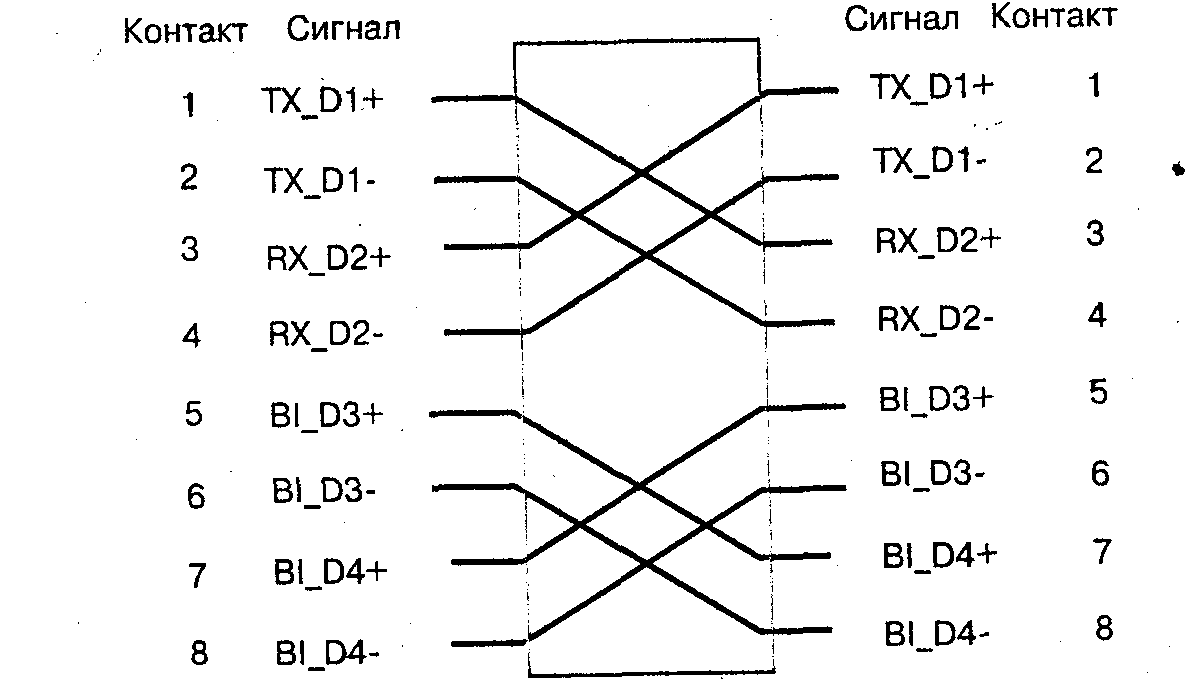 Контакт Сигнал Сигнал Контакт
1 TX_D1+ TX_D1+ 1
2 TX_D1- TX_D1- 2
3 RX_D2+ RX_D2+ 3
4 RX_D2- RX_D2- 4
5 BI_D3+ BI_D3+ 5
6 BI_D3- BI_D3- 6
7 BI_D4+ BI_D4+ 7
8 BI_D4- BI_D4- 8